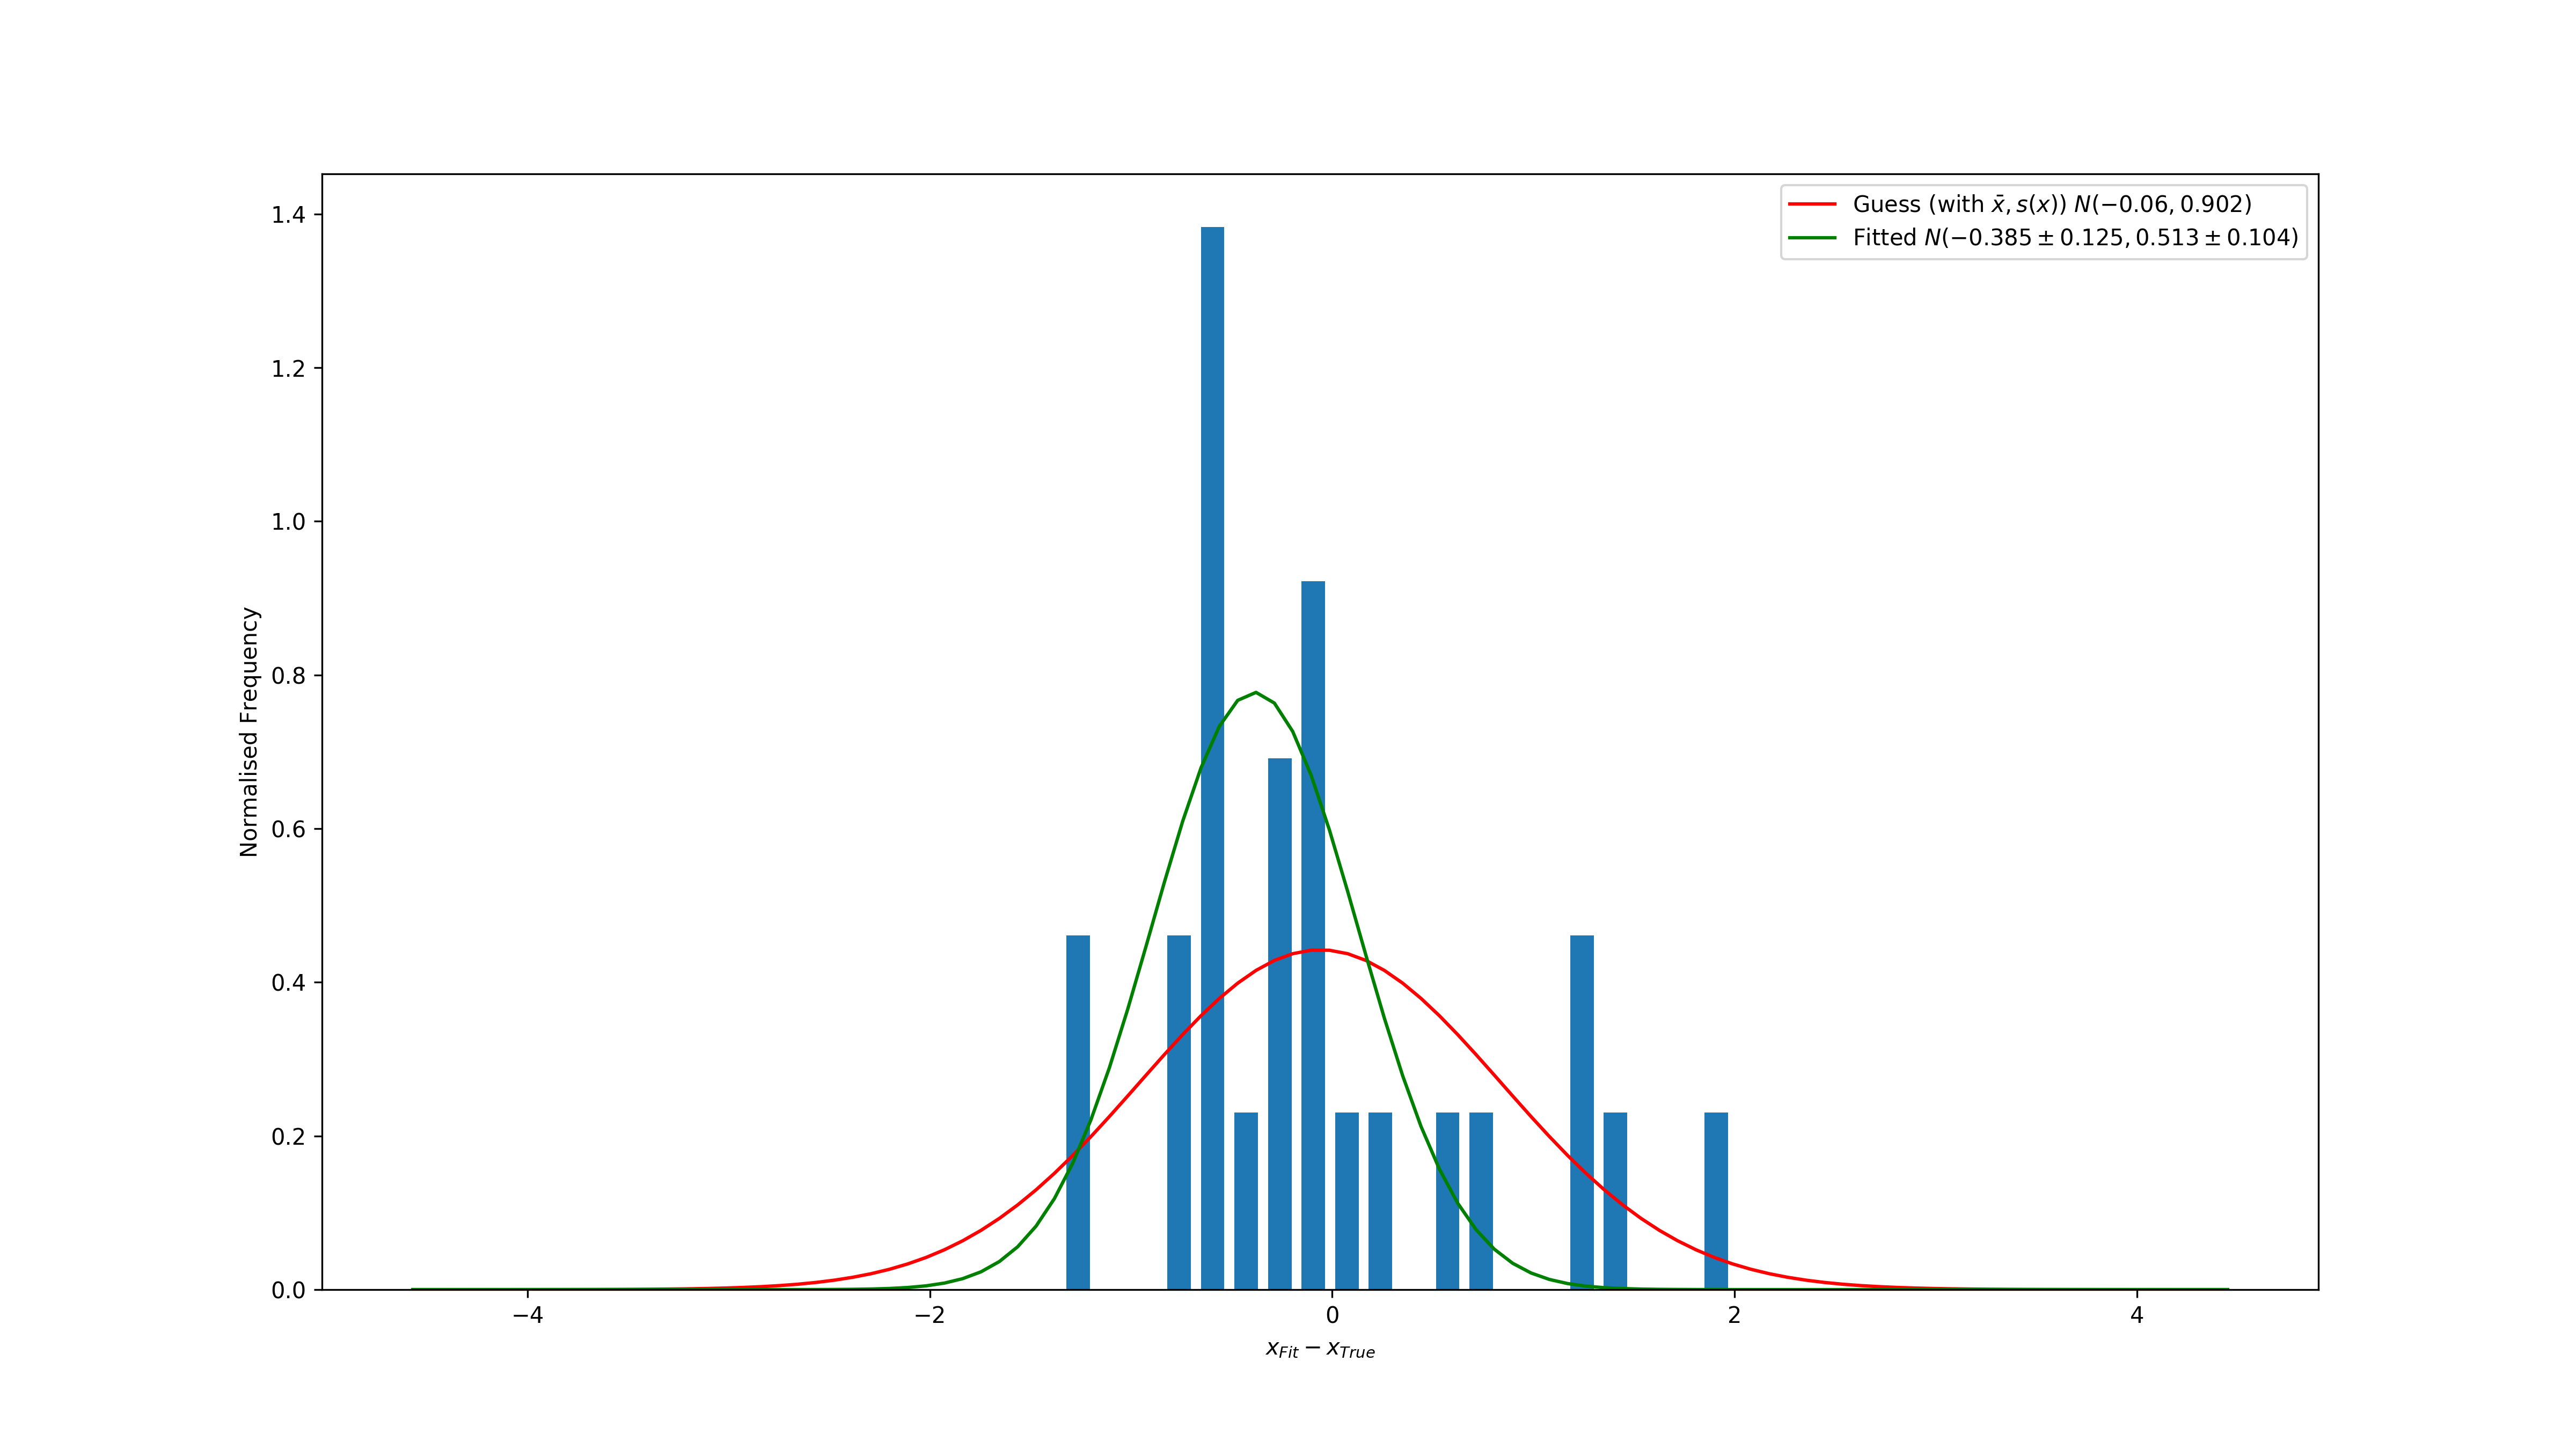 Guess (with x̄, s(x)) N(−0.06, 0.902)
Fitted N(−0.385 ± 0.125, 0.513 ± 0.104)
1.4
1.2
1.0
0.8
0.6
0.4
0.2
0.0
Normalised Frequency
−4 −2 0 2 4
x_Fit − x_True